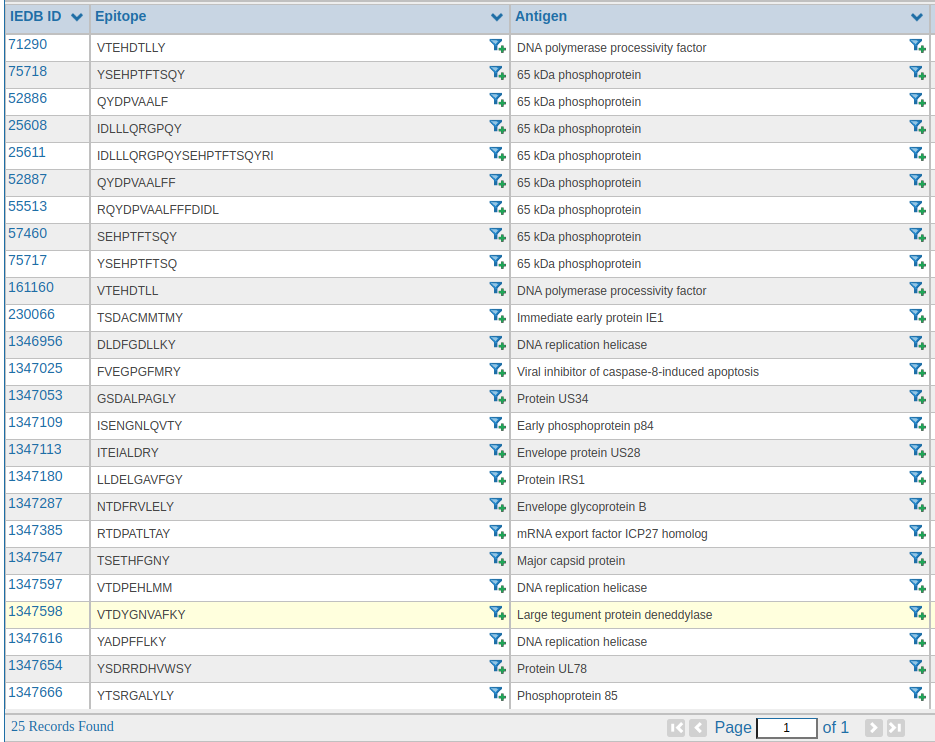 IEDB ID Epitope Antigen
71290 VTEHDTLLY DNA polymerase processivity factor
75718 YSEHPTFTSQY 65 kDa phosphoprotein
52886 QYDPVAALF 65 kDa phosphoprotein
25608 IDLLLQRGPQY 65 kDa phosphoprotein
25611 IDLLLQRGPQYSEHPTFTSQYRI 65 kDa phosphoprotein
52887 QYDPVAALFF 65 kDa phosphoprotein
55513 RQYDPVAALFFFDIDL 65 kDa phosphoprotein
57460 SEHPTFTSQY 65 kDa phosphoprotein
75717 YSEHPTFTSQ 65 kDa phosphoprotein
161160 VTEHDTLL DNA polymerase processivity factor
230066 TSDACMMTMY Immediate early protein IE1
1346956 DLDFGDLLKY DNA replication helicase
1347025 FVEGPGFMRY Viral inhibitor of caspase-8-induced apoptosis
1347053 GSDALPAGLY Protein US34
1347109 ISENGNLQVTY Early phosphoprotein p84
1347113 ITEIALDRY Envelope protein US28
1347180 LLDELGAVFGY Protein IRS1
1347287 NTDFRVLELY Envelope glycoprotein B
1347385 RTDPATLTAY mRNA export factor ICP27 homolog
1347547 TSETHFGNY Major capsid protein
1347597 VTDPEHLMM DNA replication helicase
1347598 VTDYGNVAFKY Large tegument protein deneddylase
1347616 YADPFFLKY DNA replication helicase
1347654 YSDRRDHVWSY Protein UL78
1347666 YTSRGALYLY Phosphoprotein 85
25 Records Found Page 1 of 1